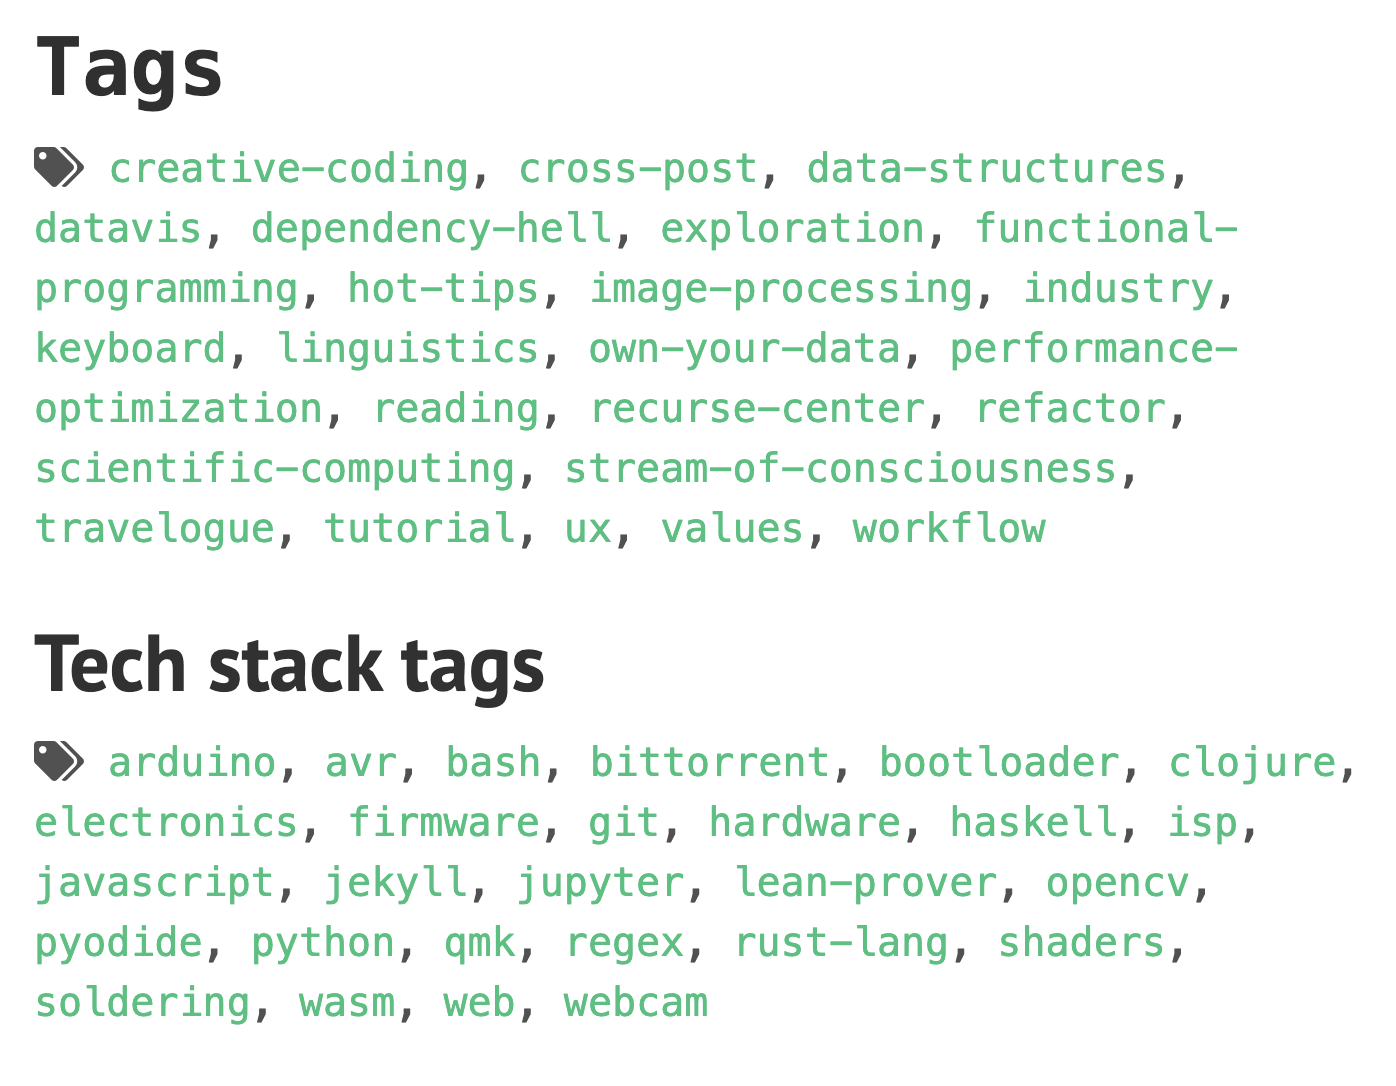 Tags
creative-coding, cross-post, data-structures,
datavis, dependency-hell, exploration, functional-
programming, hot-tips, image-processing, industry,
keyboard, linguistics, own-your-data, performance-
optimization, reading, recurse-center, refactor,
scientific-computing, stream-of-consciousness,
travelogue, tutorial, ux, values, workflow
Tech stack tags
arduino, avr, bash, bittorrent, bootloader, clojure,
electronics, firmware, git, hardware, haskell, isp,
javascript, jekyll, jupyter, lean-prover, opencv,
pyodide, python, qmk, regex, rust-lang, shaders,
soldering, wasm, web, webcam